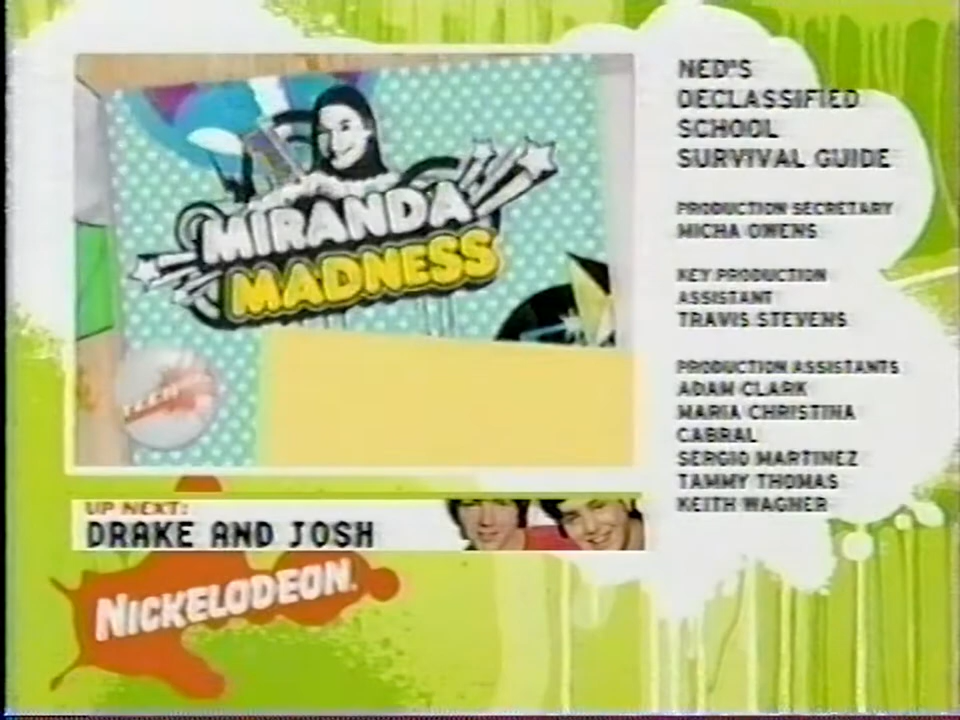 MIRANDA
MADNESS
NED'S
DECLASSIFIED
SCHOOL
SURVIVAL GUIDE
PRODUCTION SECRETARY
MICHA OWENS
KEY PRODUCTION
ASSISTANT
TRAVIS STEVENS
PRODUCTION ASSISTANTS
ADAM CLARK
MARIA CHRISTINA
CABRAL
SERGIO MARTINEZ
TAMMY THOMAS
KEITH WAGNER
UP NEXT:
DRAKE AND JOSH
NICKELODEON